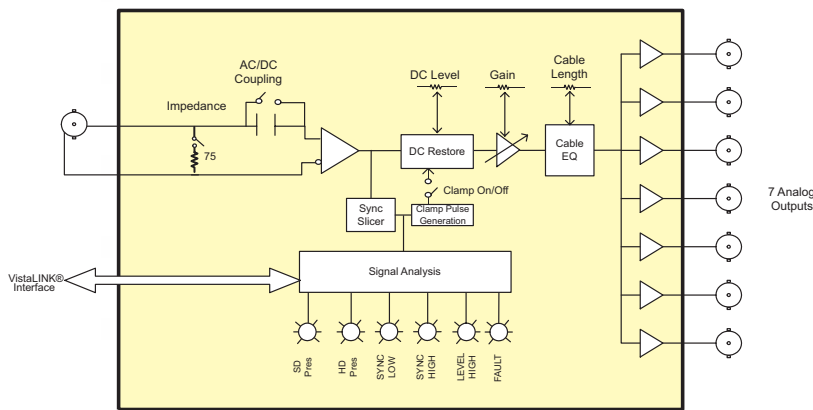 AC/DC
Coupling
DC Level
Gain
Cable
Length
Impedance
75
DC Restore
Cable
EQ
Clamp On/Off
Sync
Slicer
Clamp Pulse
Generation
7 Analog
Outputs
VistaLINK®
Interface
Signal Analysis
SD
Pres
HD
Pres
SYNC
LOW
SYNC
HIGH
LEVEL
HIGH
FAULT